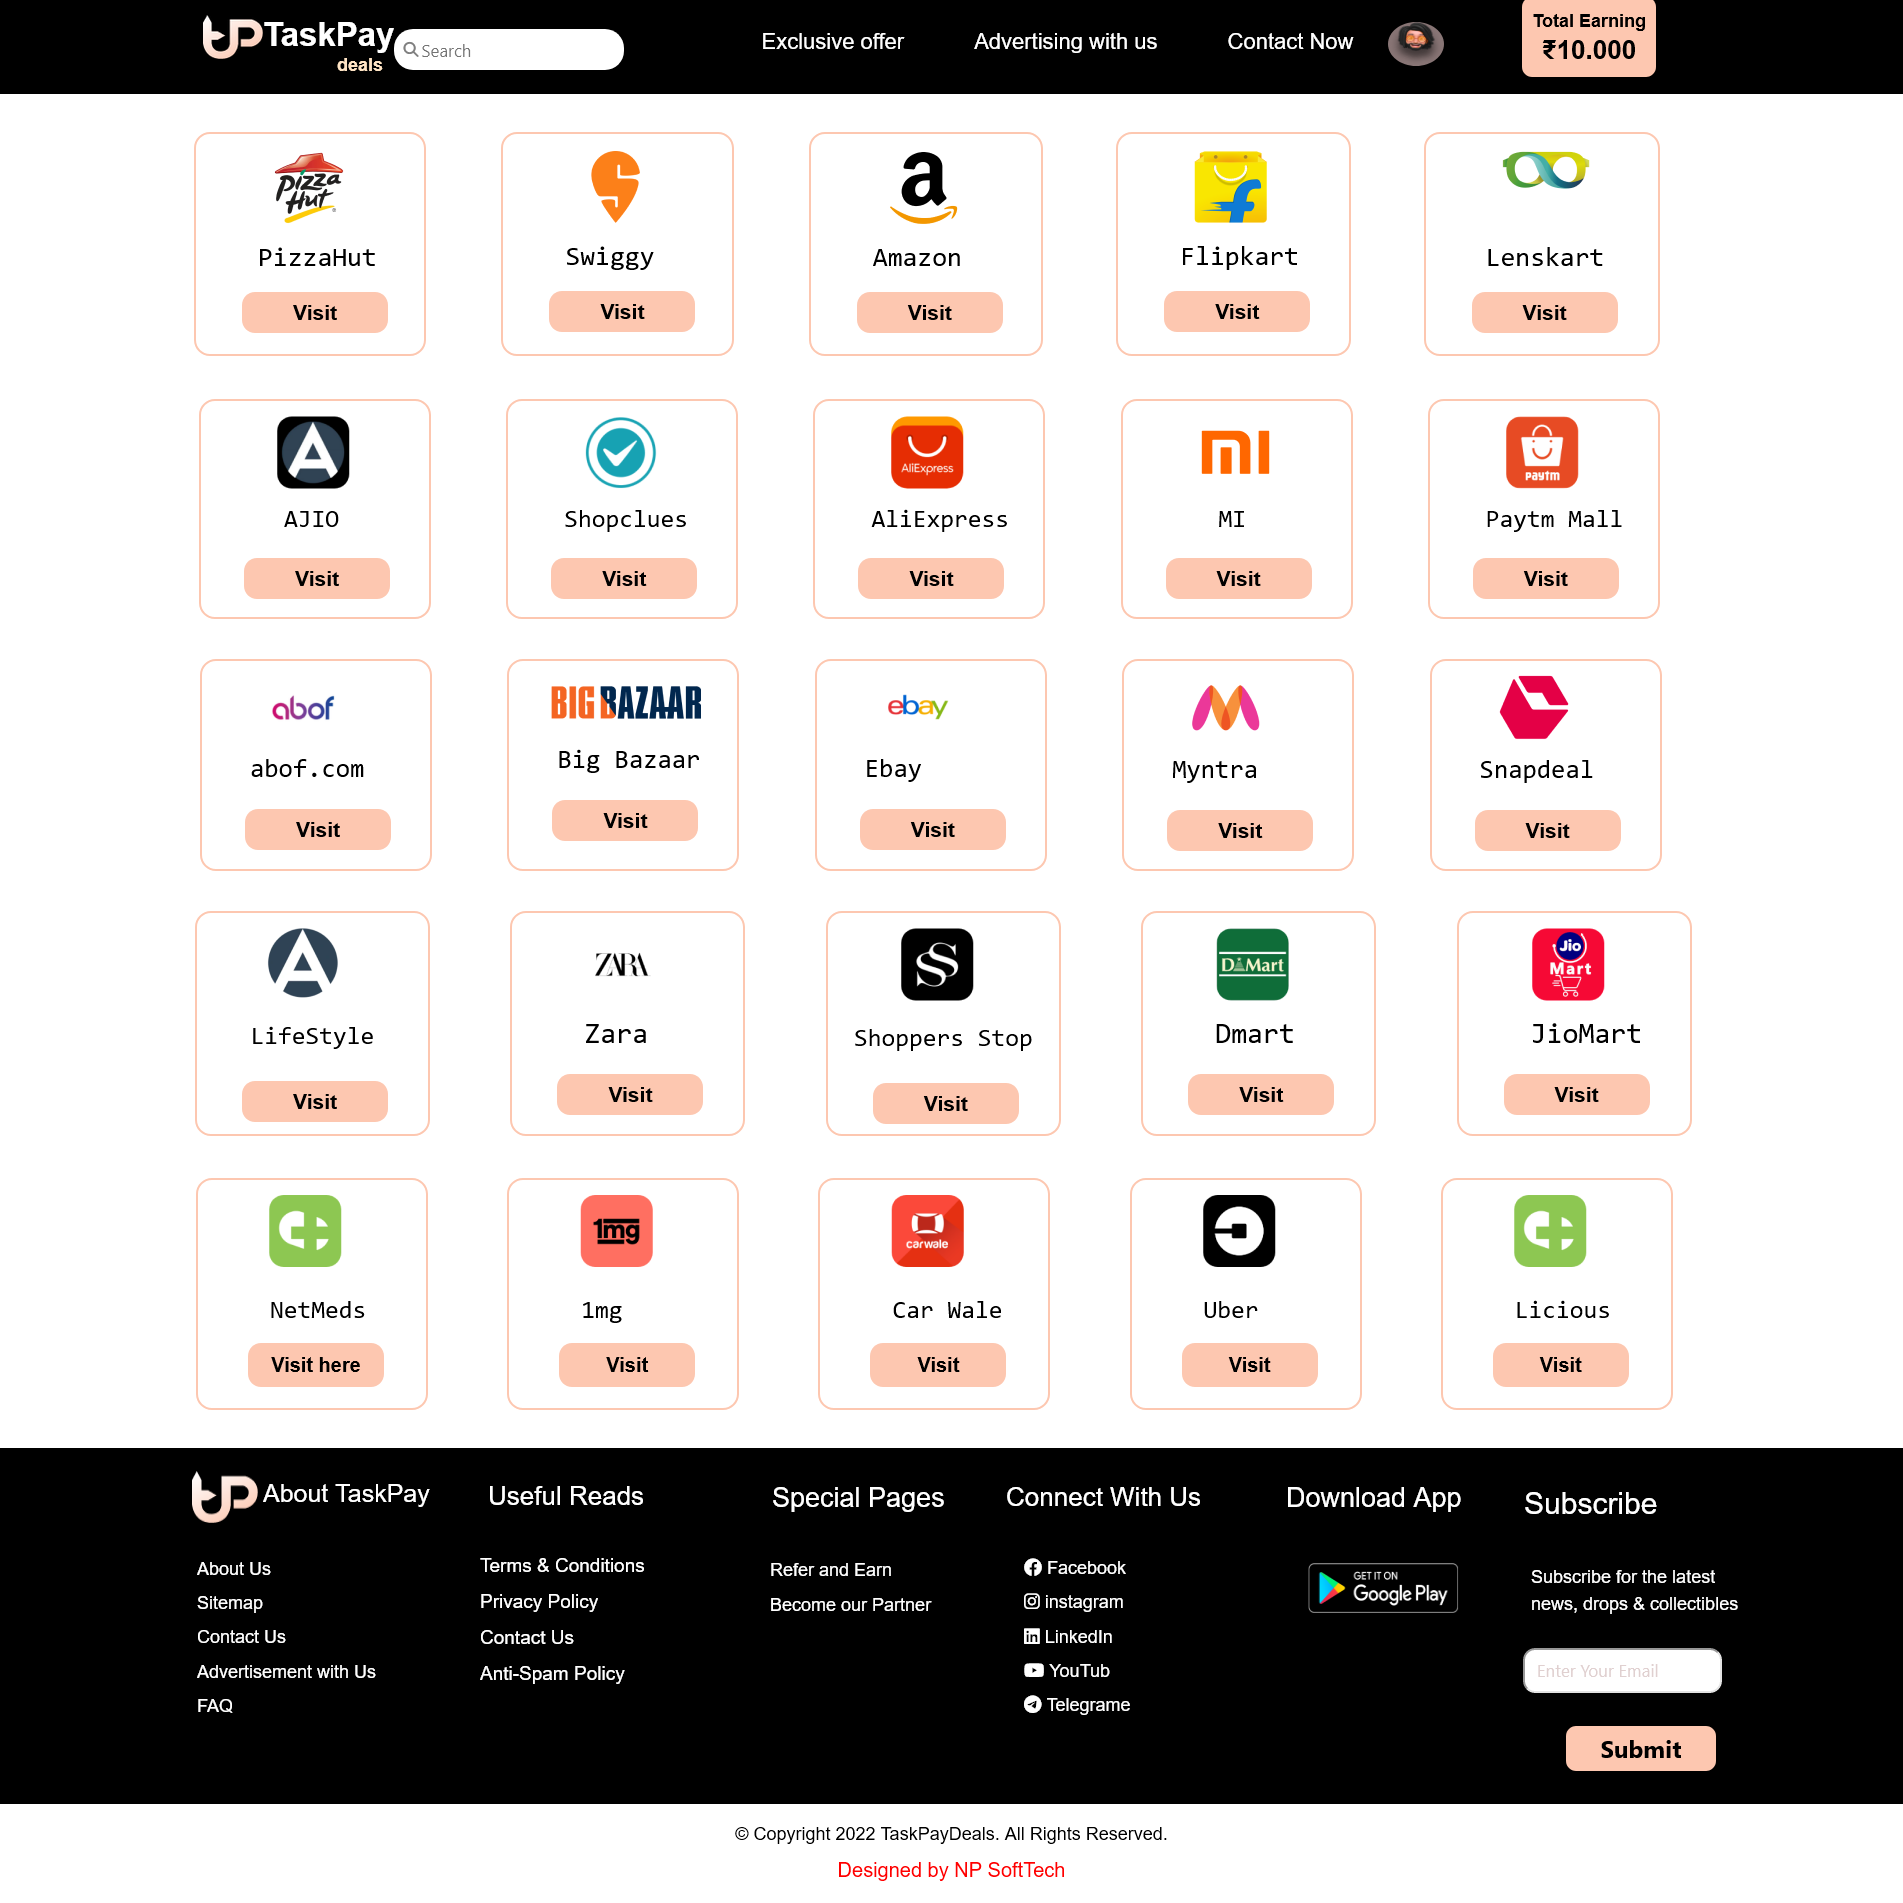 TaskPay
deals
Search
Exclusive offer
Advertising with us
Contact Now
Total Earning
₹10.000
Pizza
Hut
PizzaHut
Visit
Swiggy
Visit
a
Amazon
Visit
f
Flipkart
Visit
Lenskart
Visit
A
AJIO
Visit
Shopclues
Visit
AliExpress
AliExpress
Visit
mi
MI
Visit
paytm
Paytm Mall
Visit
abof
abof.com
Visit
BIG BAZAAR
Big Bazaar
Visit
ebay
Ebay
Visit
Myntra
Visit
Snapdeal
Visit
A
LifeStyle
Visit
ZARA
Zara
Visit
SS
Shoppers Stop
Visit
DMart
Dmart
Visit
Jio
Mart
JioMart
Visit
NetMeds
Visit here
1mg
1mg
Visit
carwale
Car Wale
Visit
Uber
Visit
Licious
Visit
About TaskPay
About Us
Sitemap
Contact Us
Advertisement with Us
FAQ
Useful Reads
Terms & Conditions
Privacy Policy
Contact Us
Anti-Spam Policy
Special Pages
Refer and Earn
Become our Partner
Connect With Us
Facebook
instagram
LinkedIn
YouTub
Telegrame
Download App
GET IT ON
Google Play
Subscribe
Subscribe for the latest
news, drops & collectibles
Enter Your Email
Submit
© Copyright 2022 TaskPayDeals. All Rights Reserved.
Designed by NP SoftTech